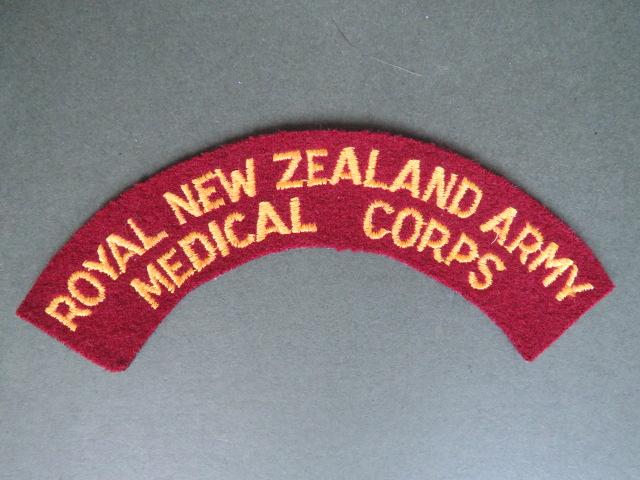 ROYAL NEW ZEALAND ARMY
MEDICAL CORPS